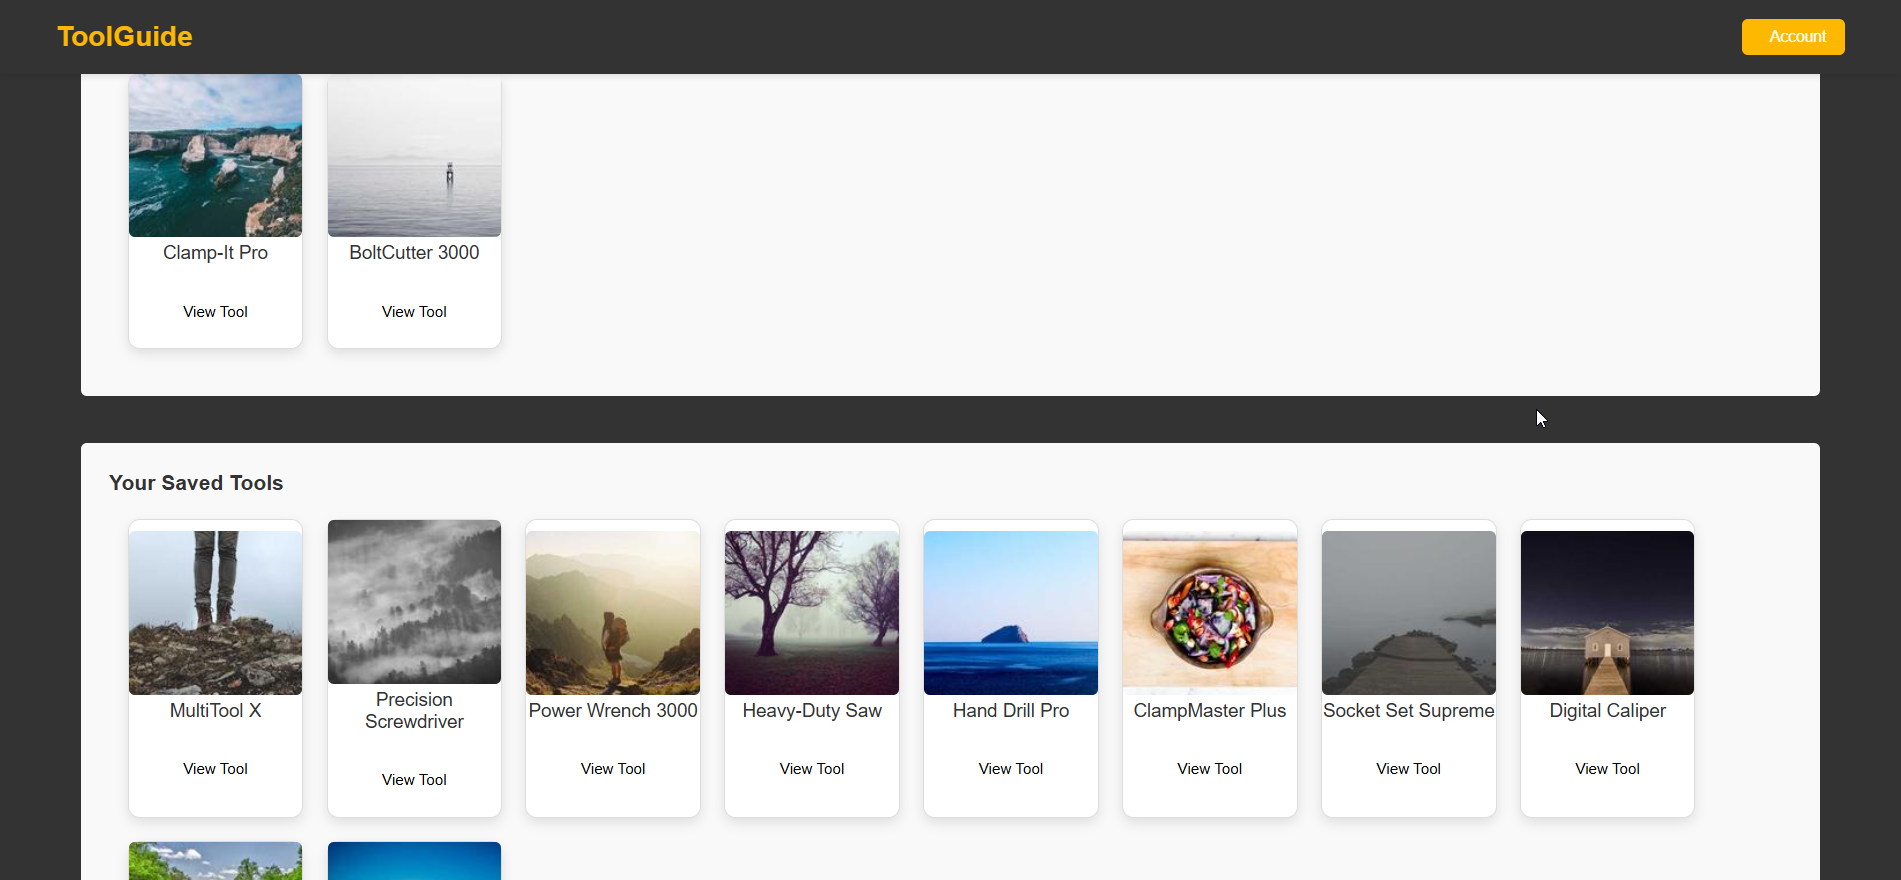 ToolGuide
Account
Clamp-It Pro
BoltCutter 3000
View Tool
View Tool
Your Saved Tools
MultiTool X
Precision
Screwdriver
Power Wrench 3000
Heavy-Duty Saw
Hand Drill Pro
ClampMaster Plus
Socket Set Supreme
Digital Caliper
View Tool
View Tool
View Tool
View Tool
View Tool
View Tool
View Tool
View Tool